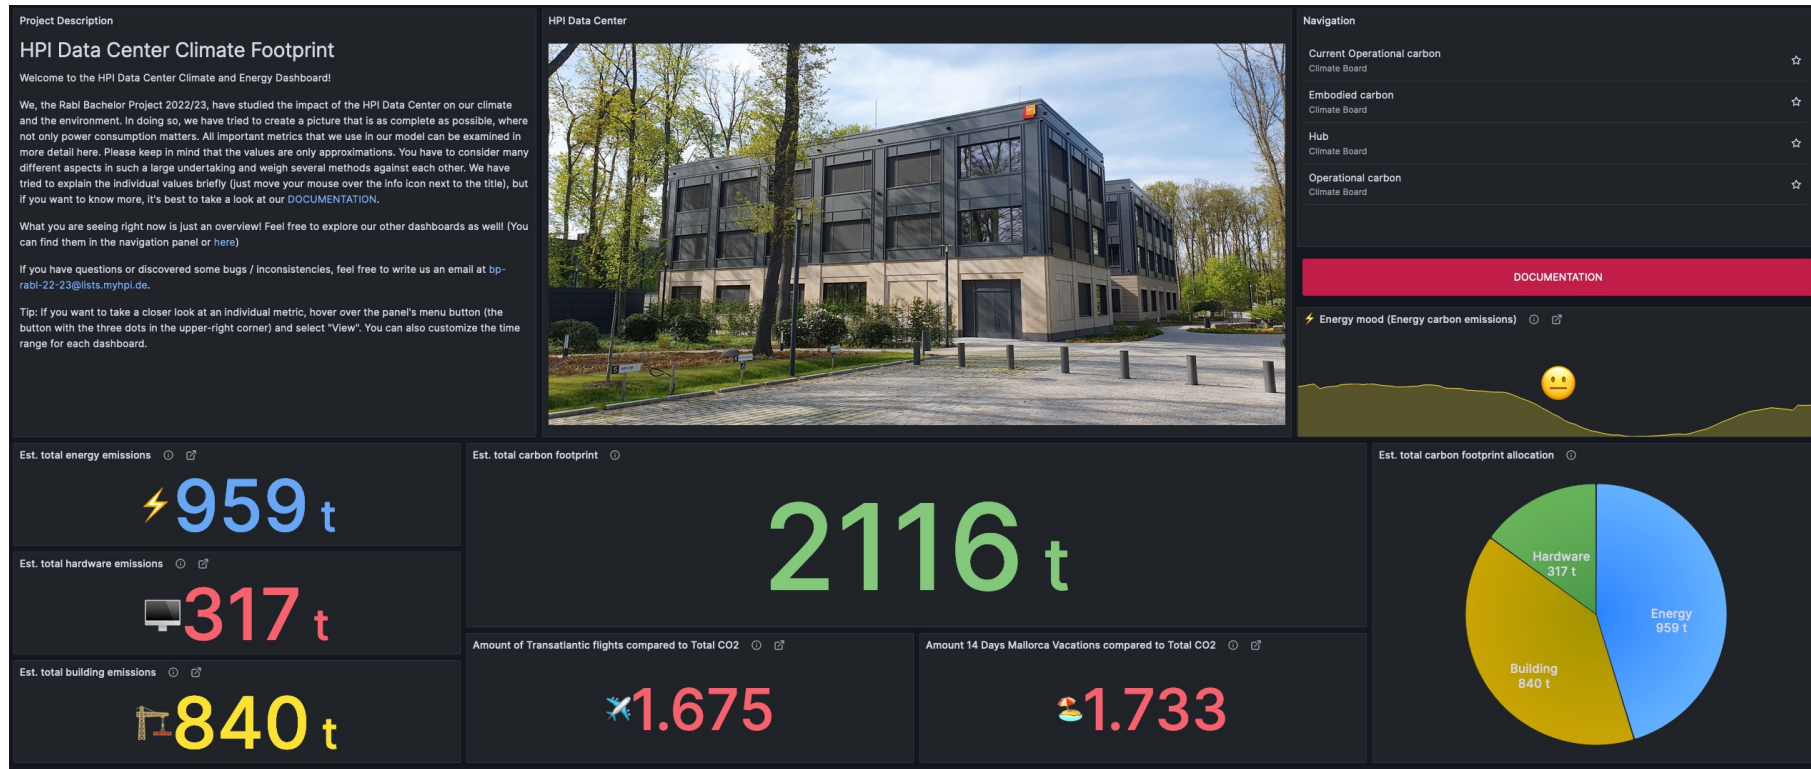 Project Description
HPI Data Center Climate Footprint
Welcome to the HPI Data Center Climate and Energy Dashboard!
We, the Rabl Bachelor Project 2022/23, have studied the impact of the HPI Data Center on our climate
and the environment. In doing so, we have tried to create a picture that is as complete as possible, where
not only power consumption matters. All important metrics that we use in our model can be examined in
more detail here. Please keep in mind that the values are only approximations. You have to consider many
different aspects in such a large undertaking and weigh several methods against each other. We have
tried to explain the individual values briefly (just move your mouse over the info icon next to the title), but
if you want to know more, it's best to take a look at our DOCUMENTATION.
What you are seeing right now is just an overview! Feel free to explore our other dashboards as well! (You
can find them in the navigation panel or here)
If you have questions or discovered some bugs / inconsistencies, feel free to write us an email at bp-
rabl-22-23@lists.myhpi.de.
Tip: If you want to take a closer look at an individual metric, hover over the panel's menu button (the
button with the three dots in the upper-right corner) and select "View". You can also customize the time
range for each dashboard.
HPI Data Center
Navigation
Current Operational carbon
Climate Board
Embodied carbon
Climate Board
Hub
Climate Board
Operational carbon
Climate Board
DOCUMENTATION
⚡ Energy mood (Energy carbon emissions)
Est. total energy emissions
⚡959 t
Est. total hardware emissions
317 t
Est. total building emissions
840 t
Est. total carbon footprint
2116 t
Amount of Transatlantic flights compared to Total CO2
1.675
Amount 14 Days Mallorca Vacations compared to Total CO2
1.733
Est. total carbon footprint allocation
Hardware
317 t
Energy
959 t
Building
840 t